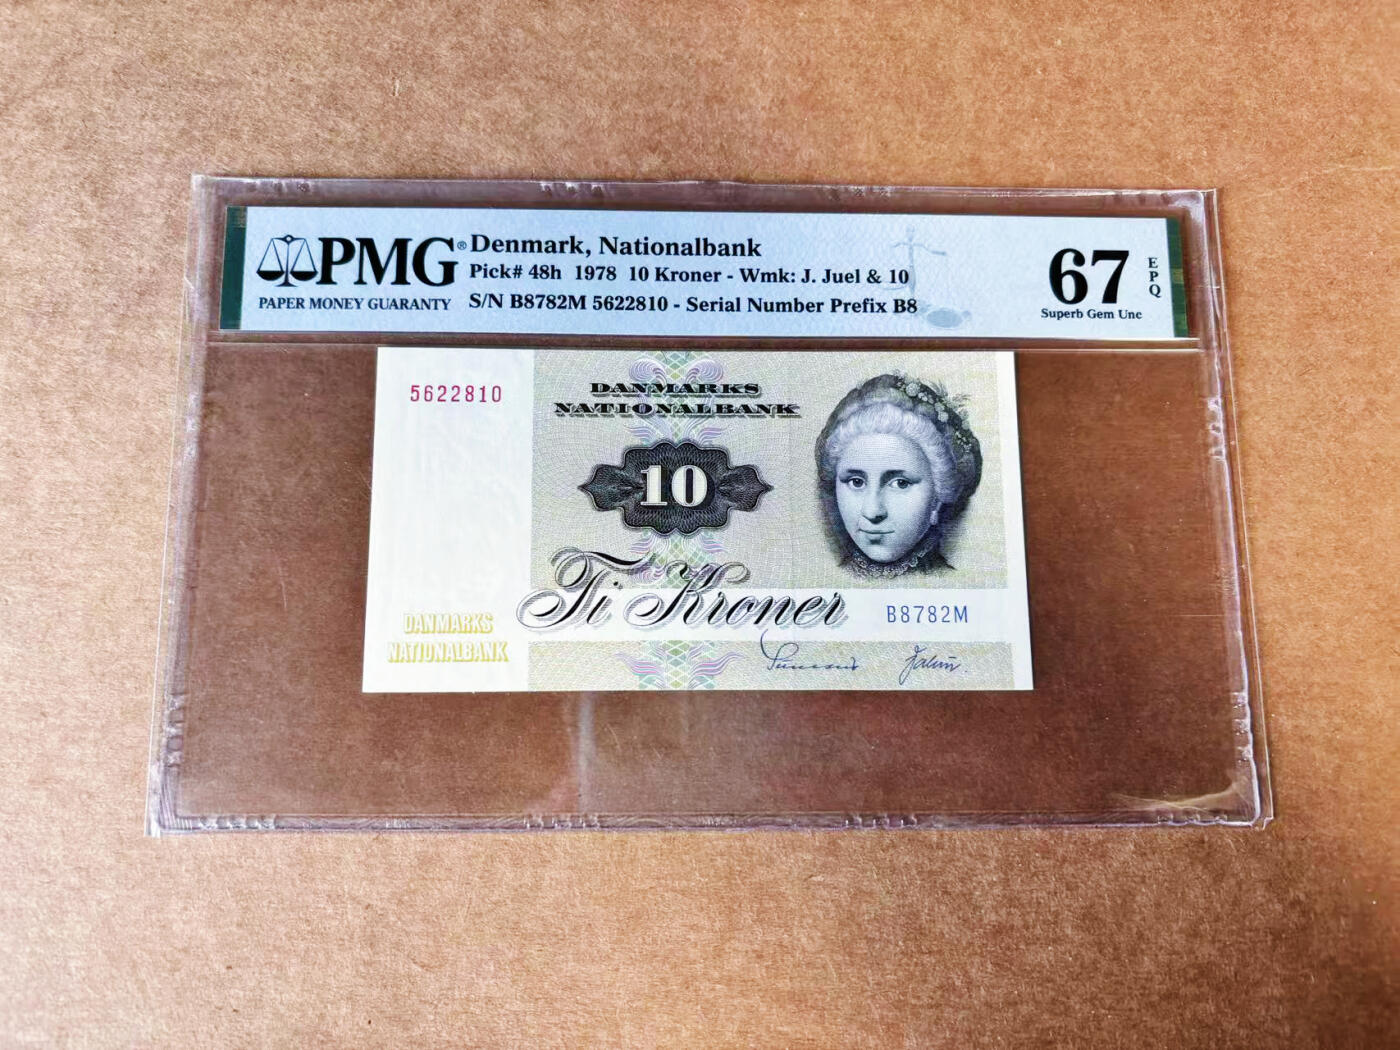 PMG®
PAPER MONEY GUARANTY
Denmark, Nationalbank
Pick# 48h 1978 10 Kroner - Wmk: J. Juel & 10
S/N B8782M 5622810 - Serial Number Prefix B8
67
EPQ
Superb Gem Unc
5622810
DANMARKS
NATIONALBANK
10
Ti Kroner
B8782M
DANMARKS
NATIONALBANK